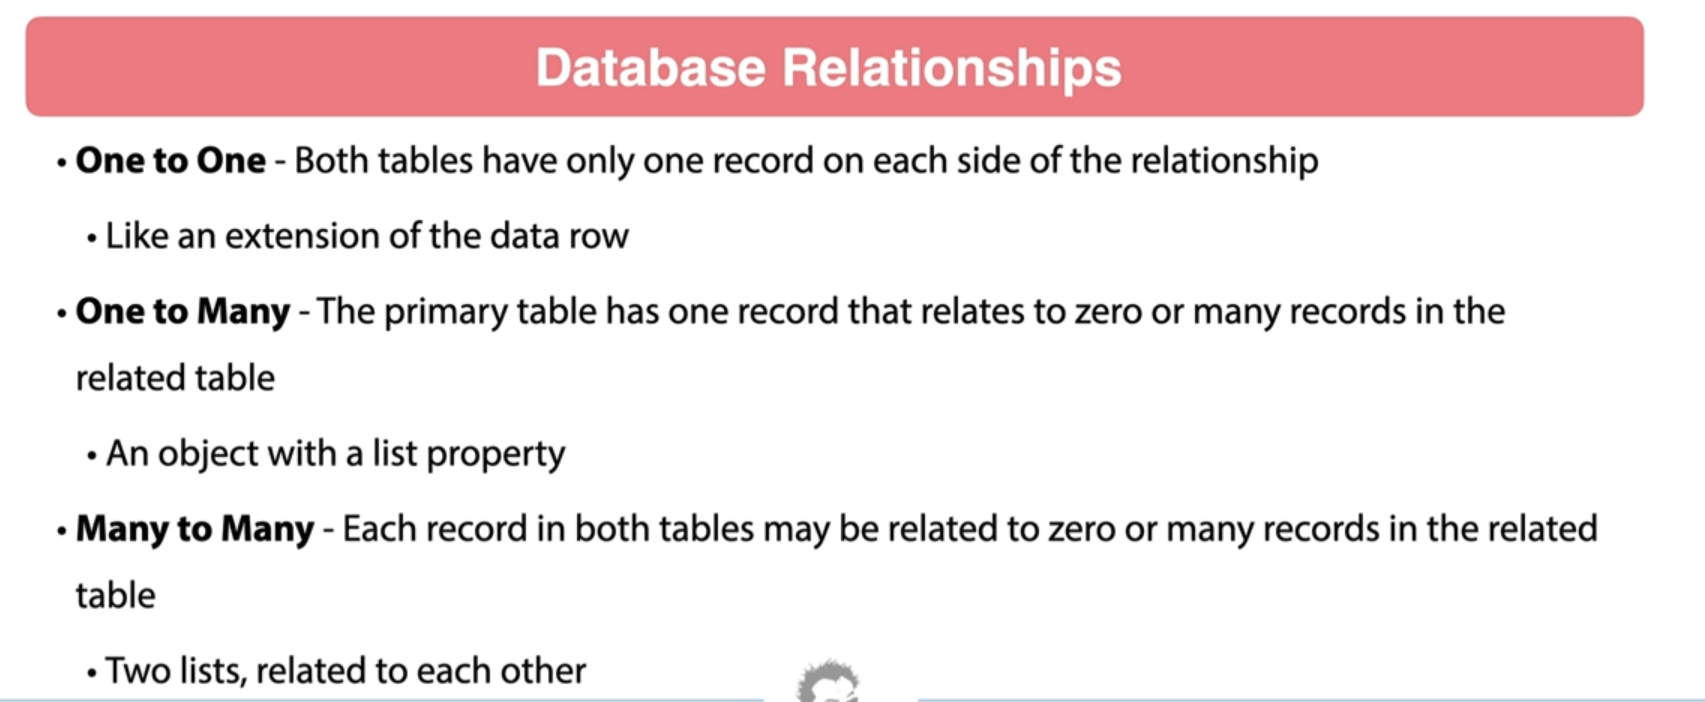 Database Relationships
• One to One - Both tables have only one record on each side of the relationship
• Like an extension of the data row
• One to Many - The primary table has one record that relates to zero or many records in the
related table
• An object with a list property
• Many to Many - Each record in both tables may be related to zero or many records in the related
table
• Two lists, related to each other